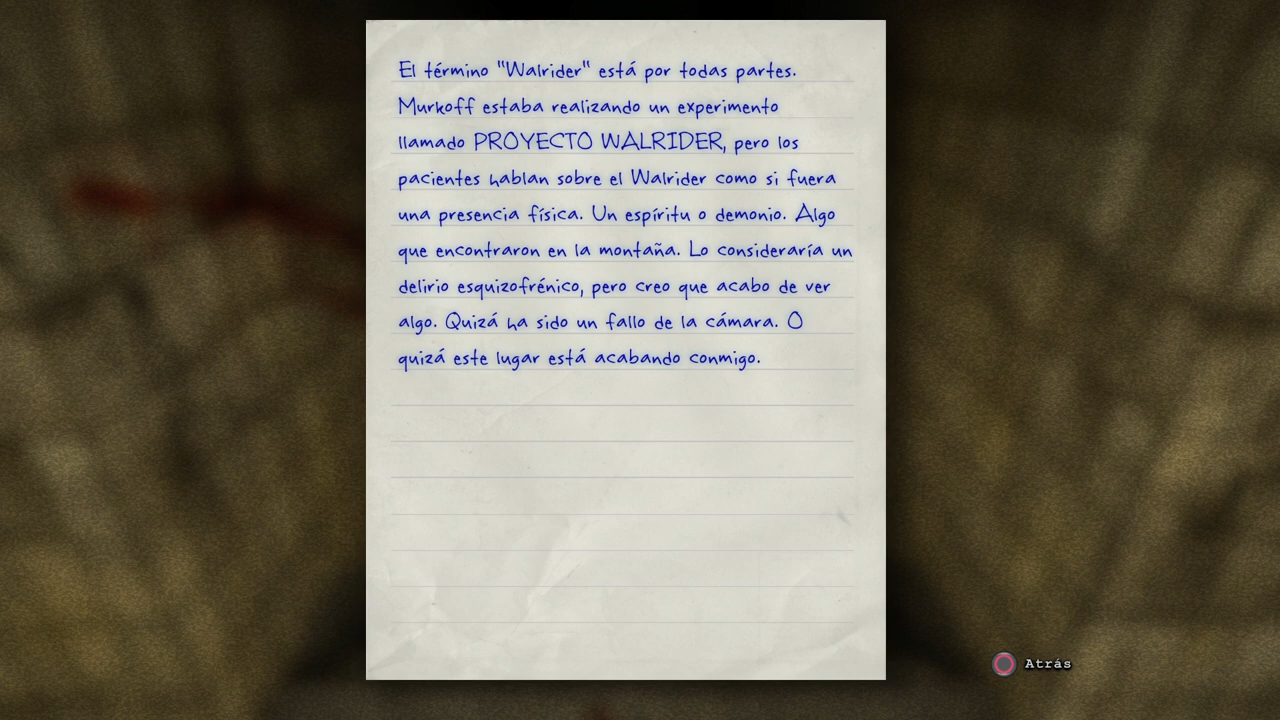 El término "Walrider" está por todas partes.
Murkoff estaba realizando un experimento
llamado PROYECTO WALRIDER, pero los
pacientes hablan sobre el Walrider como si fuera
una presencia física. Un espíritu o demonio. Algo
que encontraron en la montaña. Lo consideraría un
delirio esquizofrénico, pero creo que acabo de ver
algo. Quizá ha sido un fallo de la cámara. O
quizá este lugar está acabando conmigo.
Atrás